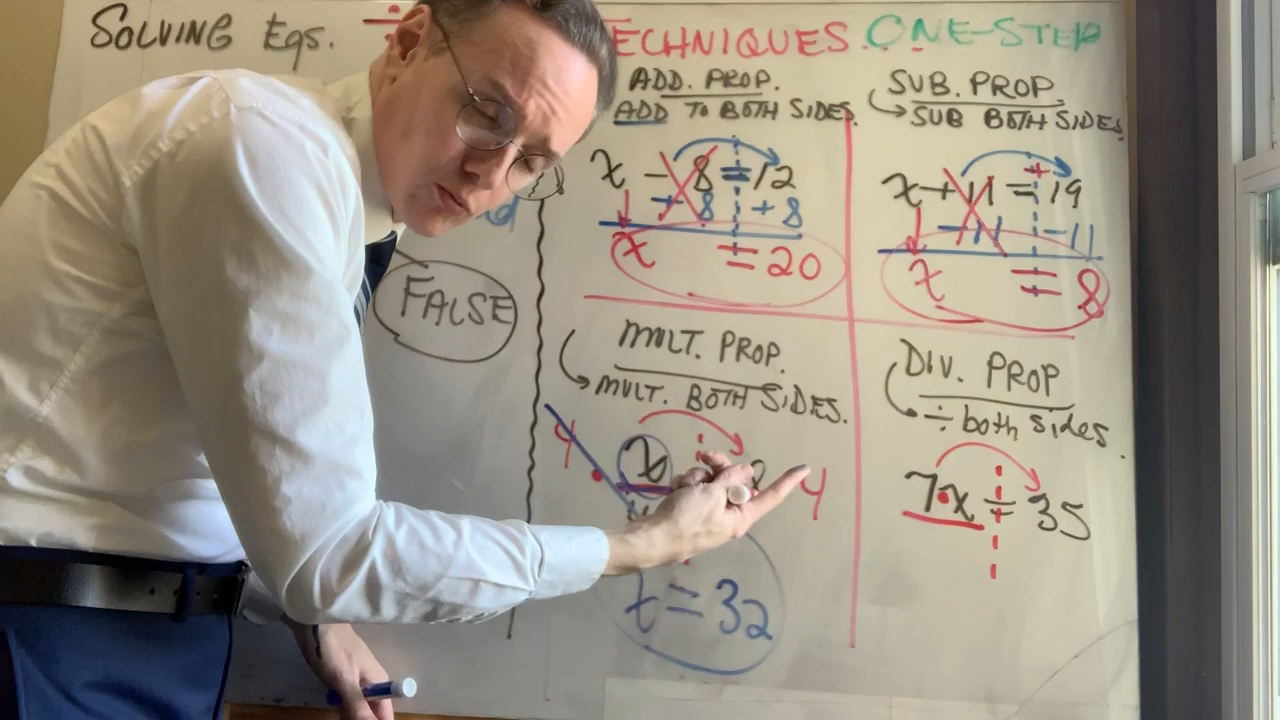 SOLVING Eqs. ÷ TECHNIQUES. ONE-STEP
FALSE
ADD. PROP.
ADD TO BOTH SIDES.
x - 8 = 12
+ 8 + 8
x = 20
SUB. PROP.
SUB BOTH SIDES.
x + 11 = 19
- 11 - 11
x = 8
MULT. PROP.
MULT. BOTH SIDES.
4 • x 8 4
x = 32
DIV. PROP
÷ both sides.
7•x = 35